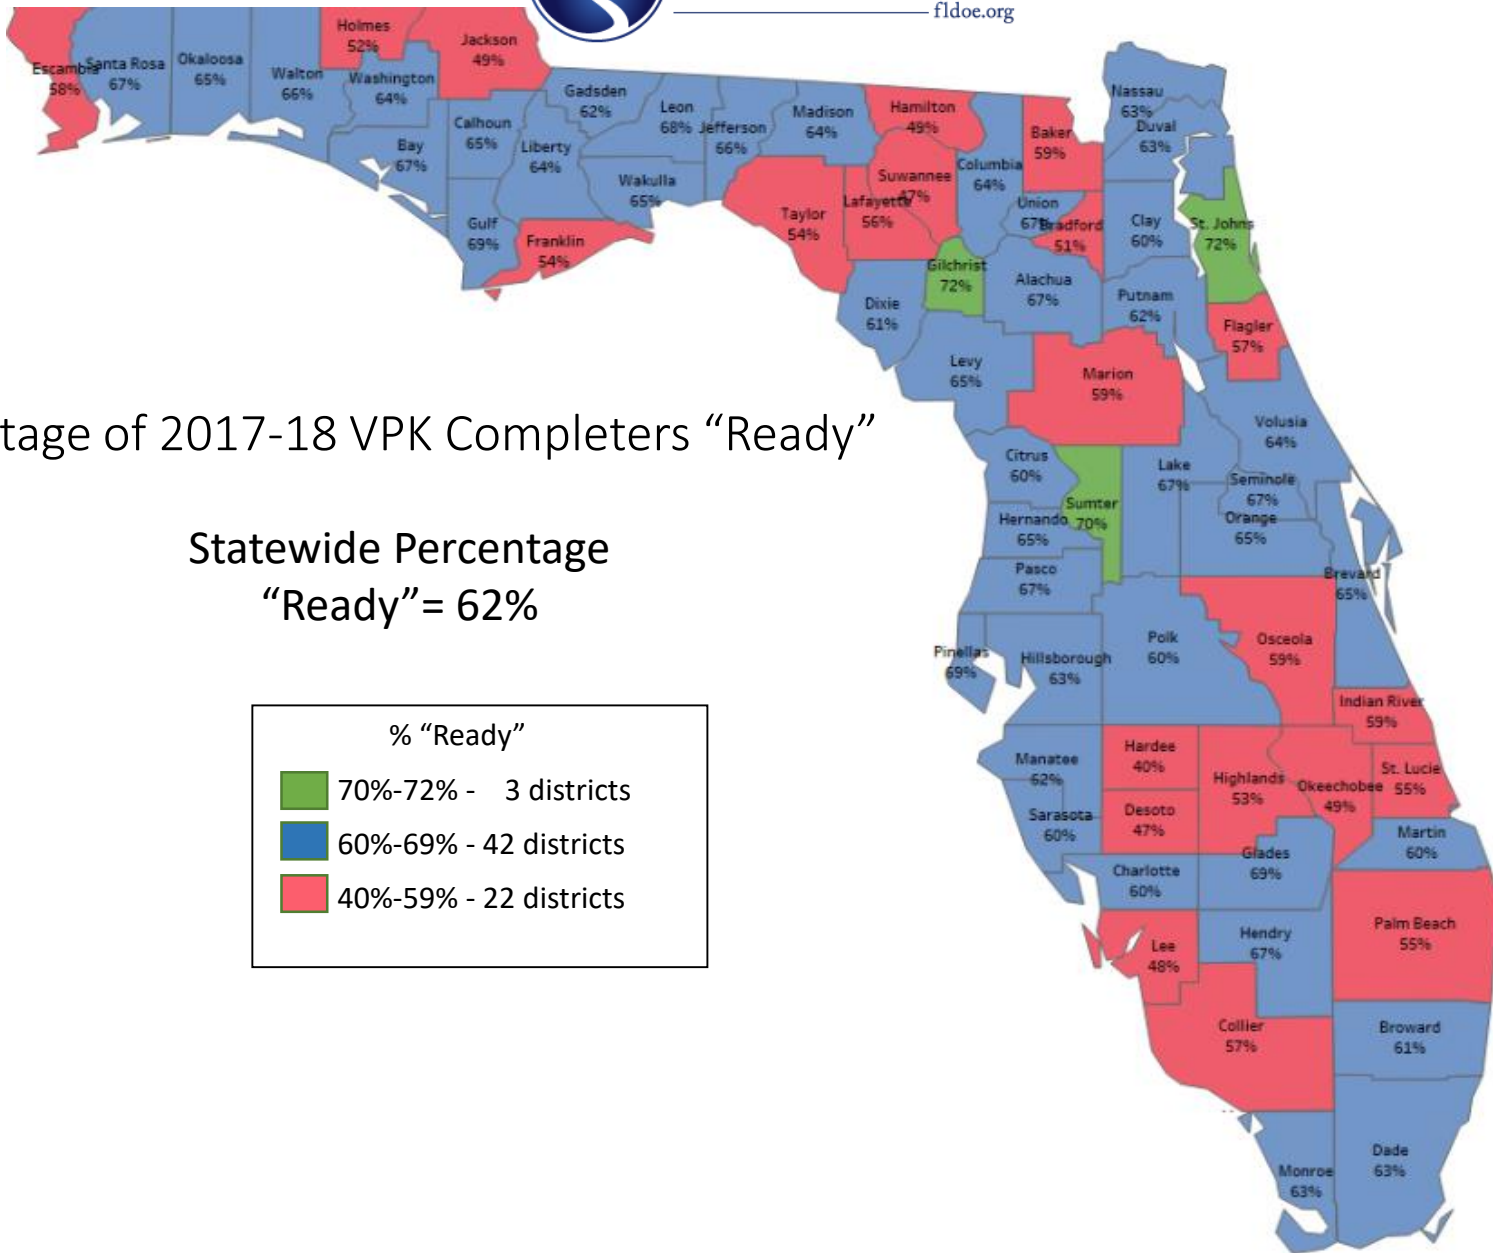 fldoe.org
Holmes
52%
Jackson
49%
Escambia
58%
Santa Rosa
67%
Okaloosa
65%
Walton
66%
Washington
64%
Gadsden
62%
Leon
68%
Jefferson
66%
Madison
64%
Hamilton
49%
Baker
59%
Nassau
63%
Duval
63%
Calhoun
65%
Bay
67%
Liberty
64%
Wakulla
65%
Suwannee
47%
Columbia
64%
Lafayette
56%
Taylor
54%
Union
67%
Bradford
51%
Clay
60%
St. Johns
72%
Gulf
69%
Franklin
54%
Gilchrist
72%
Alachua
67%
Putnam
62%
Dixie
61%
Flagler
57%
Levy
65%
Marion
59%
tage of 2017-18 VPK Completers “Ready”
Volusia
64%
Citrus
60%
Lake
67%
Seminole
67%
Sumter
70%
Hernando
65%
Orange
65%
Statewide Percentage
“Ready”= 62%
Pasco
67%
Brevard
65%
Polk
60%
Osceola
59%
Pinellas
69%
Hillsborough
63%
Indian River
59%
% “Ready”
70%-72% - 3 districts
60%-69% - 42 districts
40%-59% - 22 districts
Manatee
62%
Hardee
40%
Highlands
53%
Okeechobee
49%
St. Lucie
55%
Sarasota
60%
Desoto
47%
Martin
60%
Glades
69%
Charlotte
60%
Palm Beach
55%
Hendry
67%
Lee
48%
Collier
57%
Broward
61%
Dade
63%
Monroe
63%